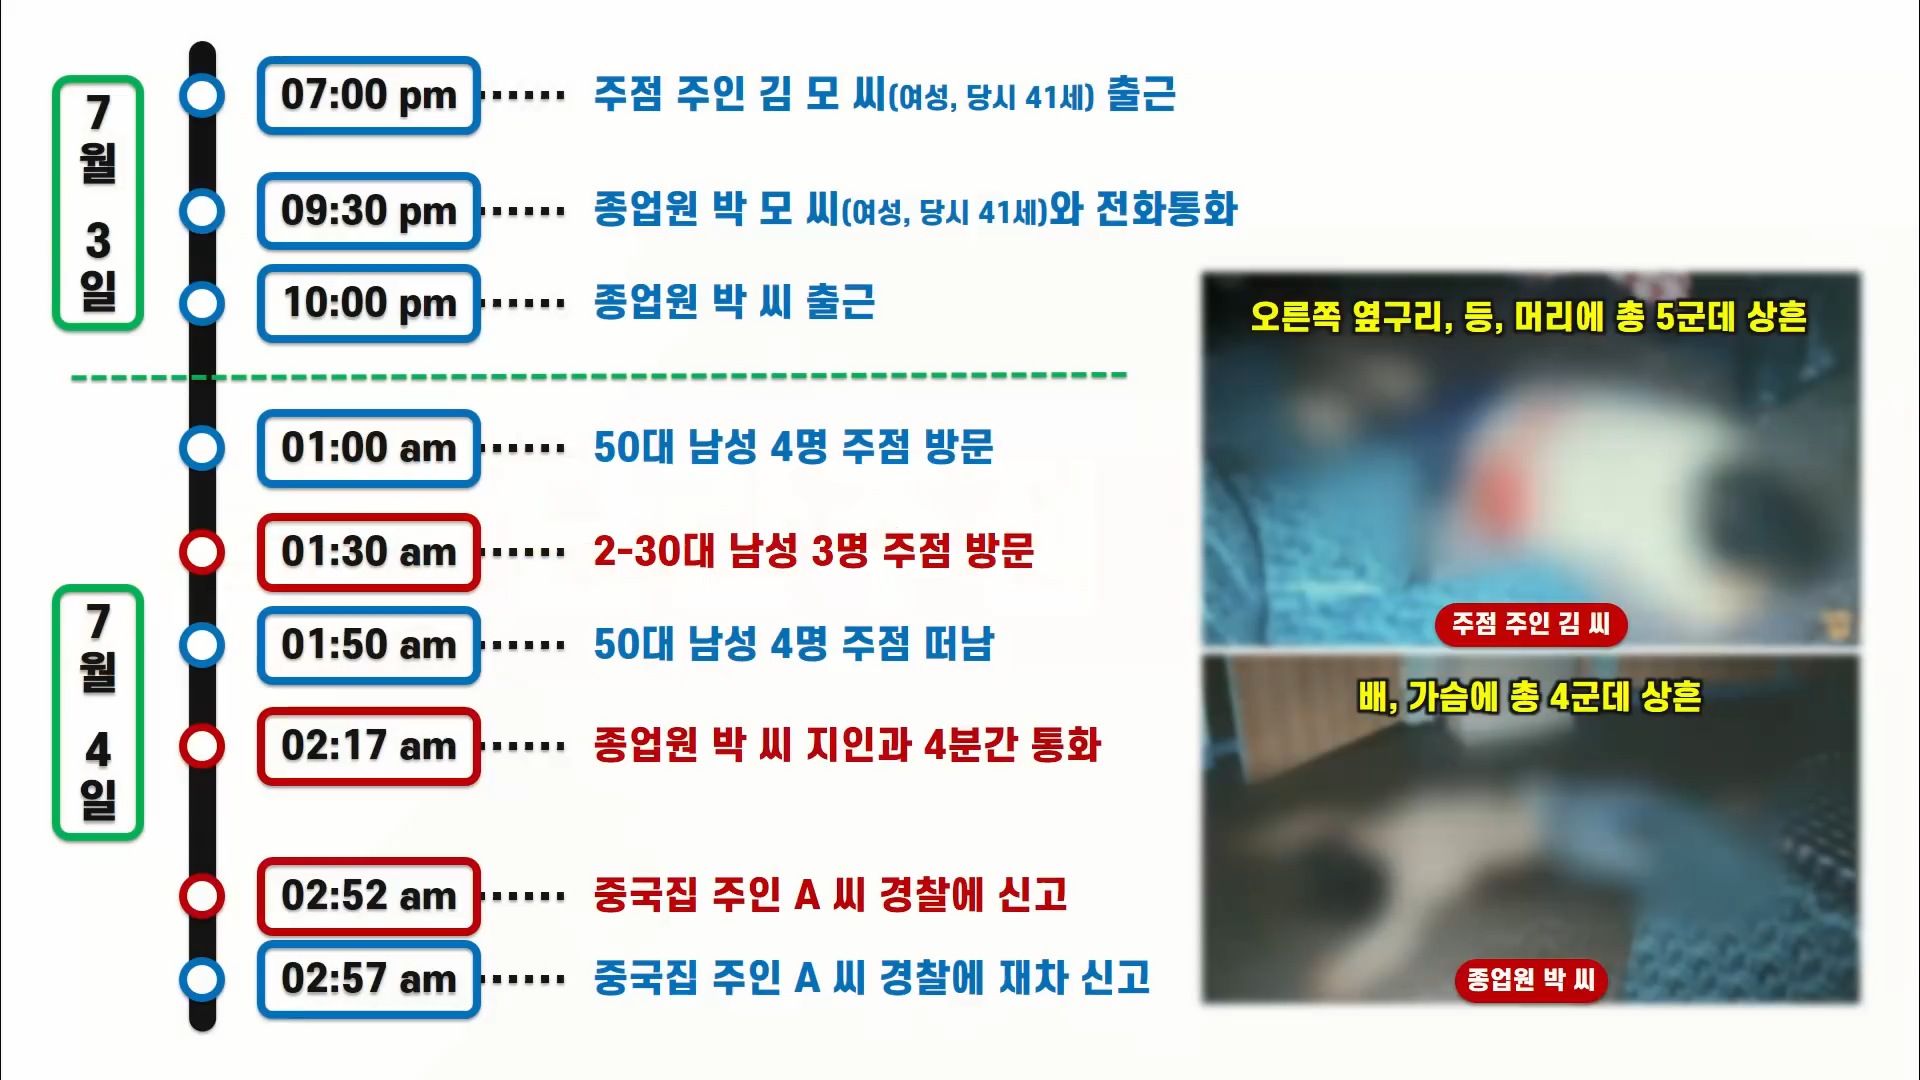 7월 3일
07:00 pm ...... 주점 주인 김 모 씨(여성, 당시 41세) 출근
09:30 pm ...... 종업원 박 모 씨(여성, 당시 41세)와 전화통화
10:00 pm ...... 종업원 박 씨 출근
7월 4일
01:00 am ...... 50대 남성 4명 주점 방문
01:30 am ...... 2-30대 남성 3명 주점 방문
01:50 am ...... 50대 남성 4명 주점 떠남
02:17 am ...... 종업원 박 씨 지인과 4분간 통화
02:52 am ...... 중국집 주인 A 씨 경찰에 신고
02:57 am ...... 중국집 주인 A 씨 경찰에 재차 신고
오른쪽 옆구리, 등, 머리에 총 5군데 상흔
주점 주인 김 씨
배, 가슴에 총 4군데 상흔
종업원 박 씨